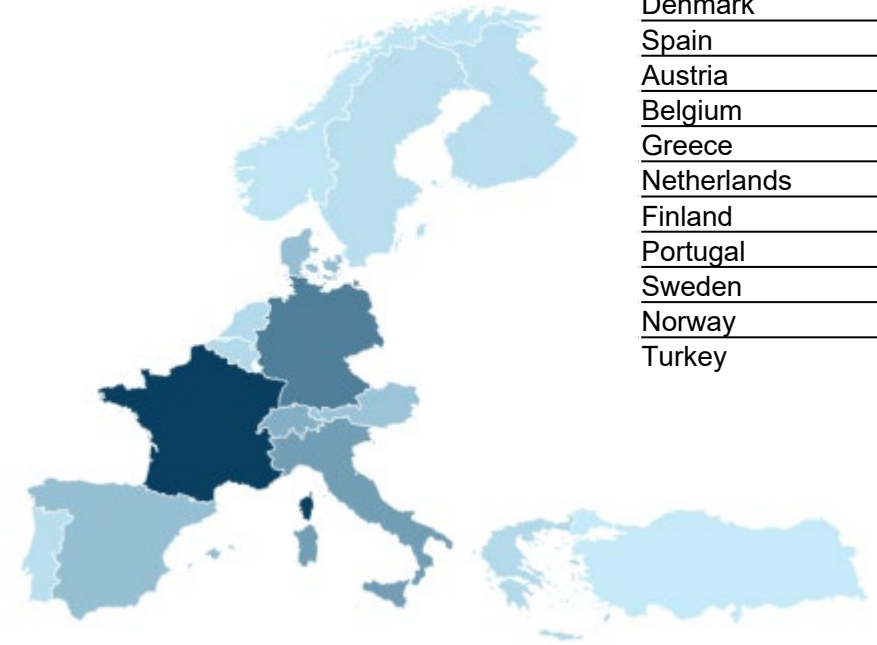 Denmark
Spain
Austria
Belgium
Greece
Netherlands
Finland
Portugal
Sweden
Norway
Turkey